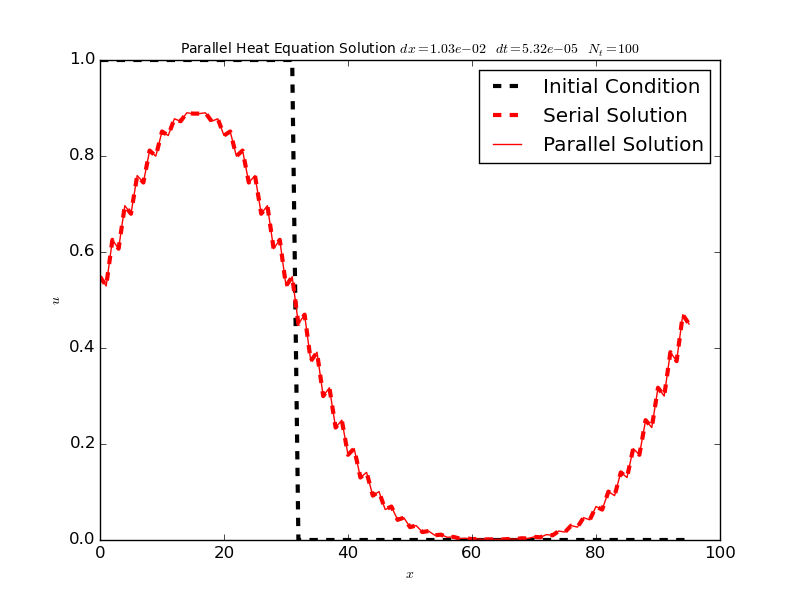 Parallel Heat Equation Solution dx=1.03e−02 dt=5.32e−05 N_t=100
1.0
Initial Condition
Serial Solution
Parallel Solution
0.8
0.6
u
0.4
0.2
0.0
0 20 40 60 80 100
x